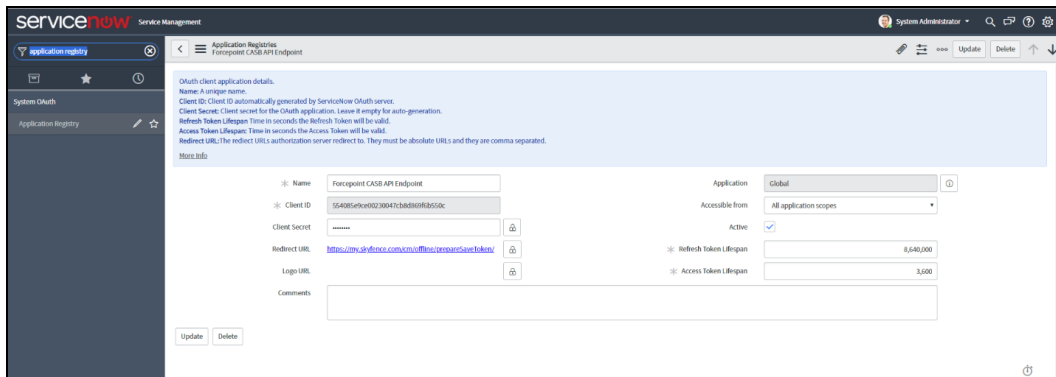 servicenow Service Management
System Administrator
application registry
Application Registries
Forcepoint CASB API Endpoint
Update Delete
System OAuth
Application Registry
OAuth client application details.
Name: A unique name.
Client ID: Client ID automatically generated by ServiceNow OAuth server.
Client Secret: Client secret for the OAuth application. Leave it empty for auto-generation.
Refresh Token Lifespan Time in seconds the Refresh Token will be valid.
Access Token Lifespan: Time in seconds the Access Token will be valid.
Redirect URL:The redirect URLs authorization server redirect to. They must be absolute URLs and they are comma separated.
More Info
Name Forcepoint CASB API Endpoint Application Global
Client ID 554085e9ce00230047cb8d869f6b550c Accessible from All application scopes
Client Secret Active
Redirect URL https://my.skyfence.com/cm/offline/prepareSaveToken/ Refresh Token Lifespan 8,640,000
Logo URL Access Token Lifespan 3,600
Comments
Update Delete